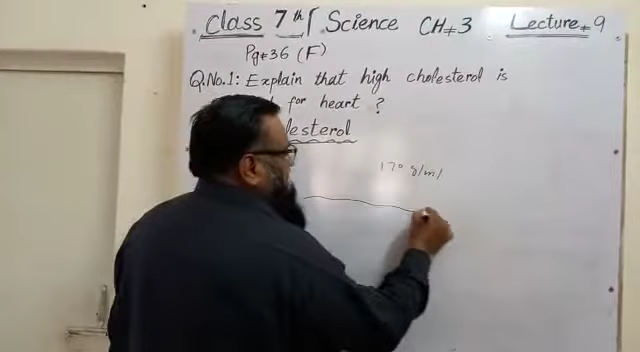 Class 7th Science CH#3 Lecture#9
Pg#36 (F)
Q.No.1: Explain that high cholesterol is
for heart ?
lesterol
170 g/ml